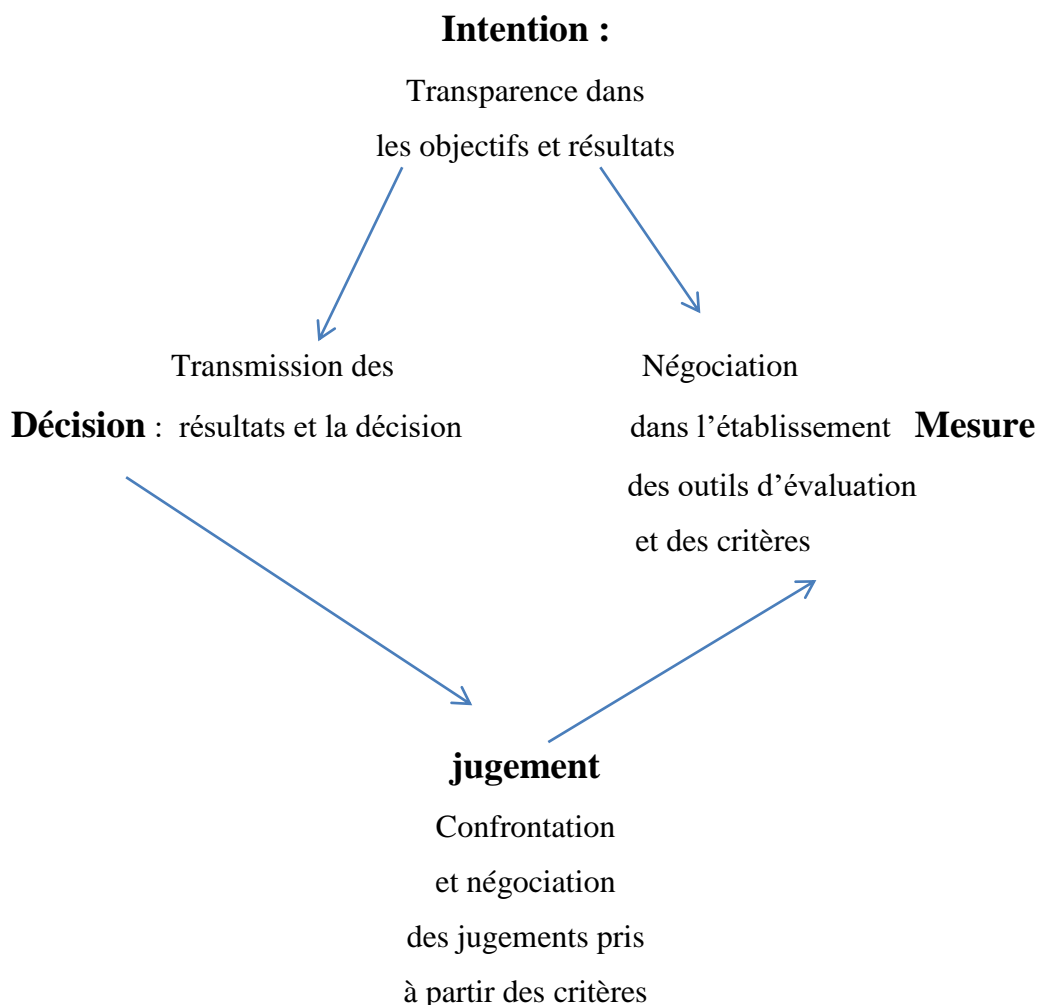 Intention :
Transparence dans
les objectifs et résultats
Transmission des
Décision : résultats et la décision
Négociation
dans l’établissement Mesure
des outils d’évaluation
et des critères
jugement
Confrontation
et négociation
des jugements pris
à partir des critères